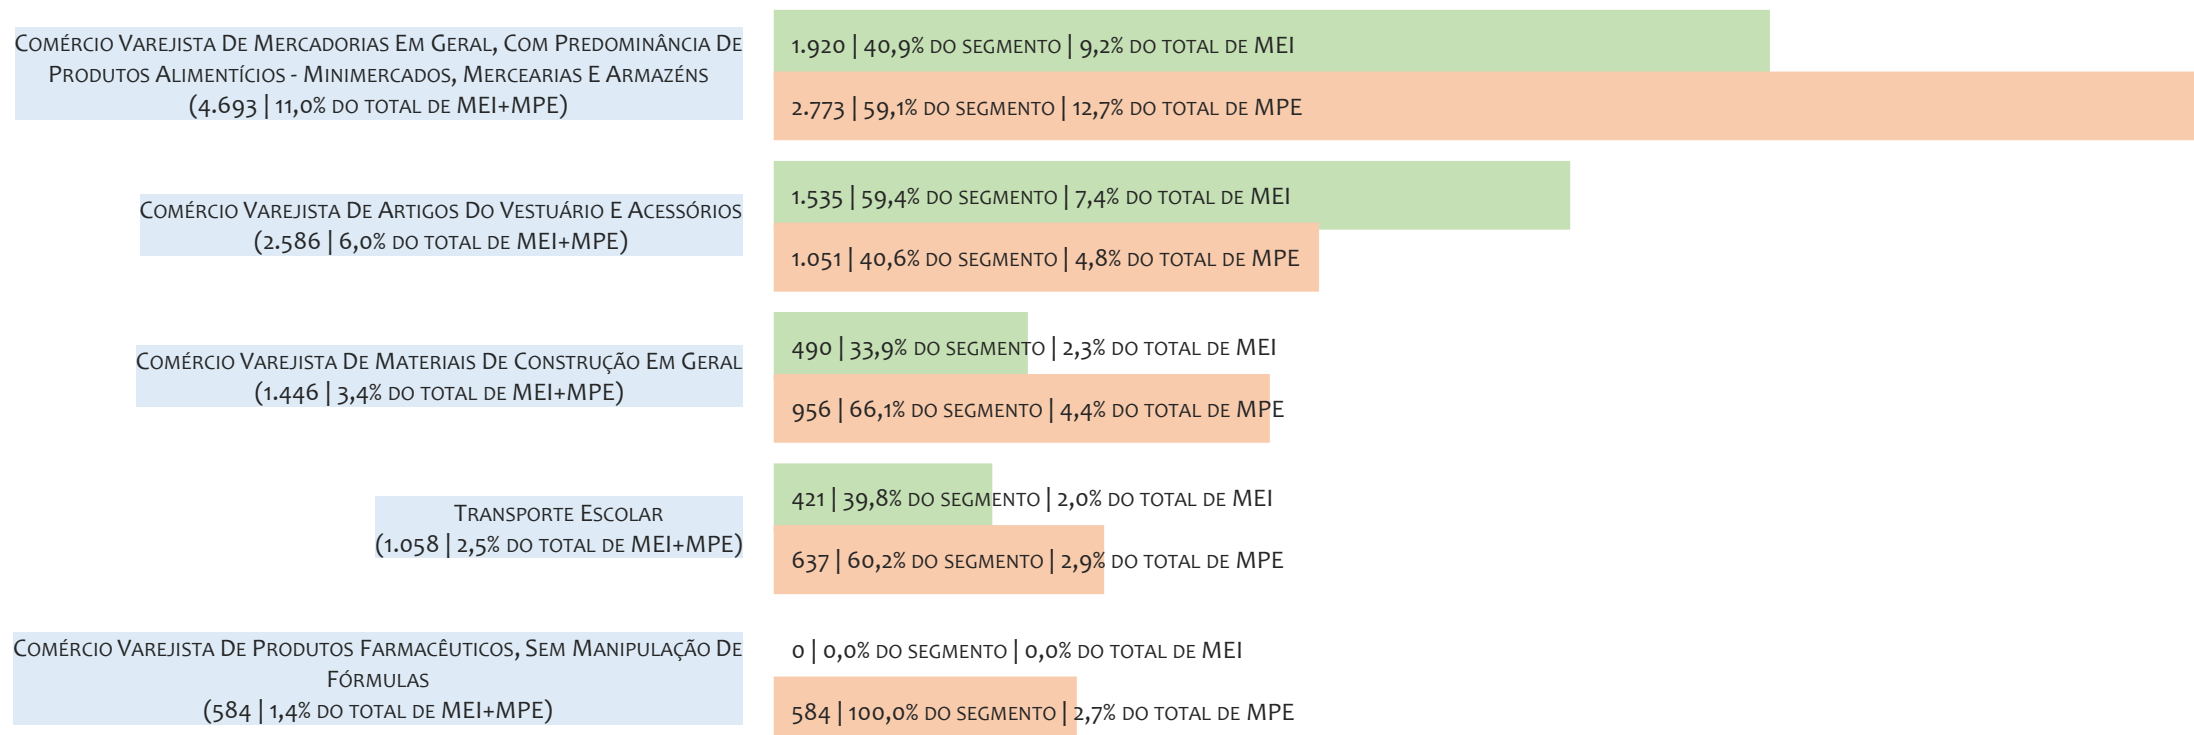 Comércio Varejista De Mercadorias Em Geral, Com Predominância De
Produtos Alimentícios - Minimercados, Mercearias E Armazéns
(4.693 | 11,0% do total de MEI+MPE)
1.920 | 40,9% do segmento | 9,2% do total de MEI
2.773 | 59,1% do segmento | 12,7% do total de MPE
Comércio Varejista De Artigos Do Vestuário E Acessórios
(2.586 | 6,0% do total de MEI+MPE)
1.535 | 59,4% do segmento | 7,4% do total de MEI
1.051 | 40,6% do segmento | 4,8% do total de MPE
Comércio Varejista De Materiais De Construção Em Geral
(1.446 | 3,4% do total de MEI+MPE)
490 | 33,9% do segmento | 2,3% do total de MEI
956 | 66,1% do segmento | 4,4% do total de MPE
Transporte Escolar
(1.058 | 2,5% do total de MEI+MPE)
421 | 39,8% do segmento | 2,0% do total de MEI
637 | 60,2% do segmento | 2,9% do total de MPE
Comércio Varejista De Produtos Farmacêuticos, Sem Manipulação De
Fórmulas
(584 | 1,4% do total de MEI+MPE)
0 | 0,0% do segmento | 0,0% do total de MEI
584 | 100,0% do segmento | 2,7% do total de MPE